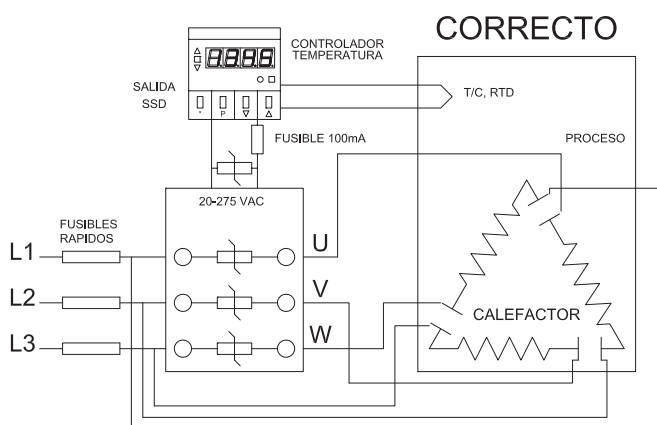 CORRECTO
CONTROLADOR
TEMPERATURA
SALIDA
SSD
*
P
T/C, RTD
FUSIBLE 100mA
PROCESO
20-275 VAC
FUSIBLES
RAPIDOS
L1
U
L2
V
CALEFACTOR
L3
W